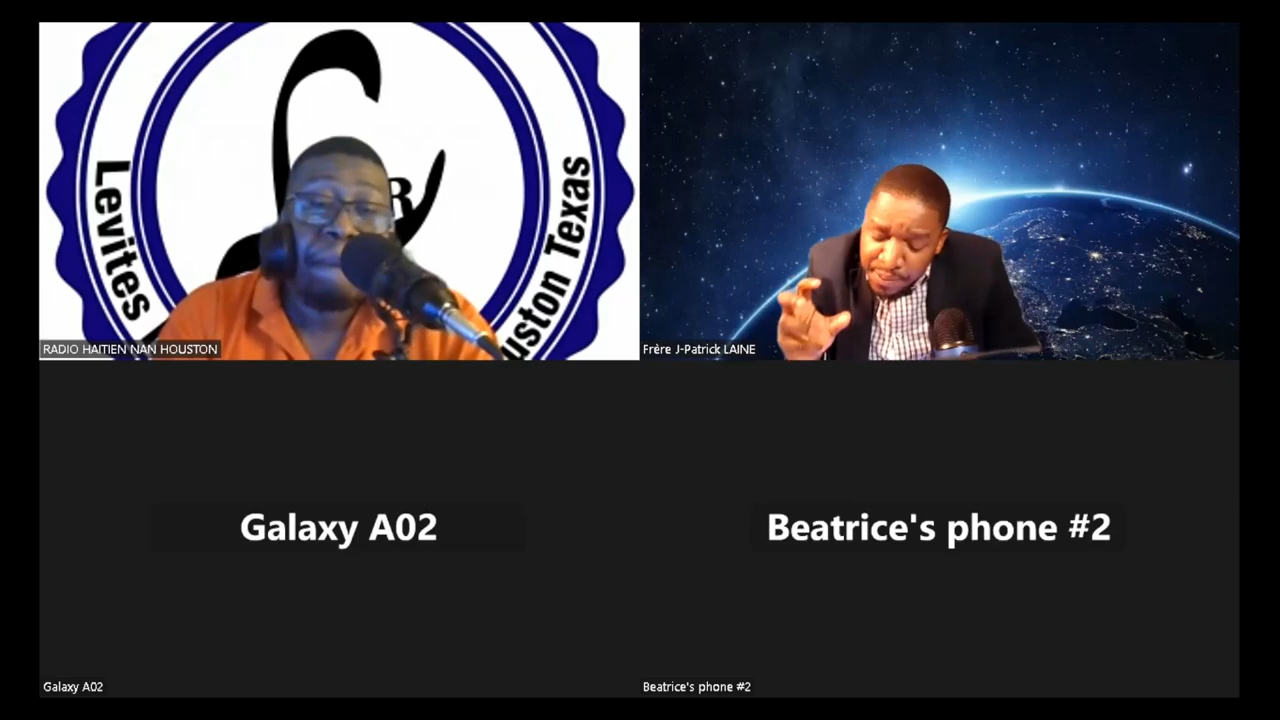 Levites
R
uston Texas
RADIO HAITIEN NAN HOUSTON
Frère J-Patrick LAINE
Galaxy A02
Beatrice's phone #2
Galaxy A02
Beatrice's phone #2